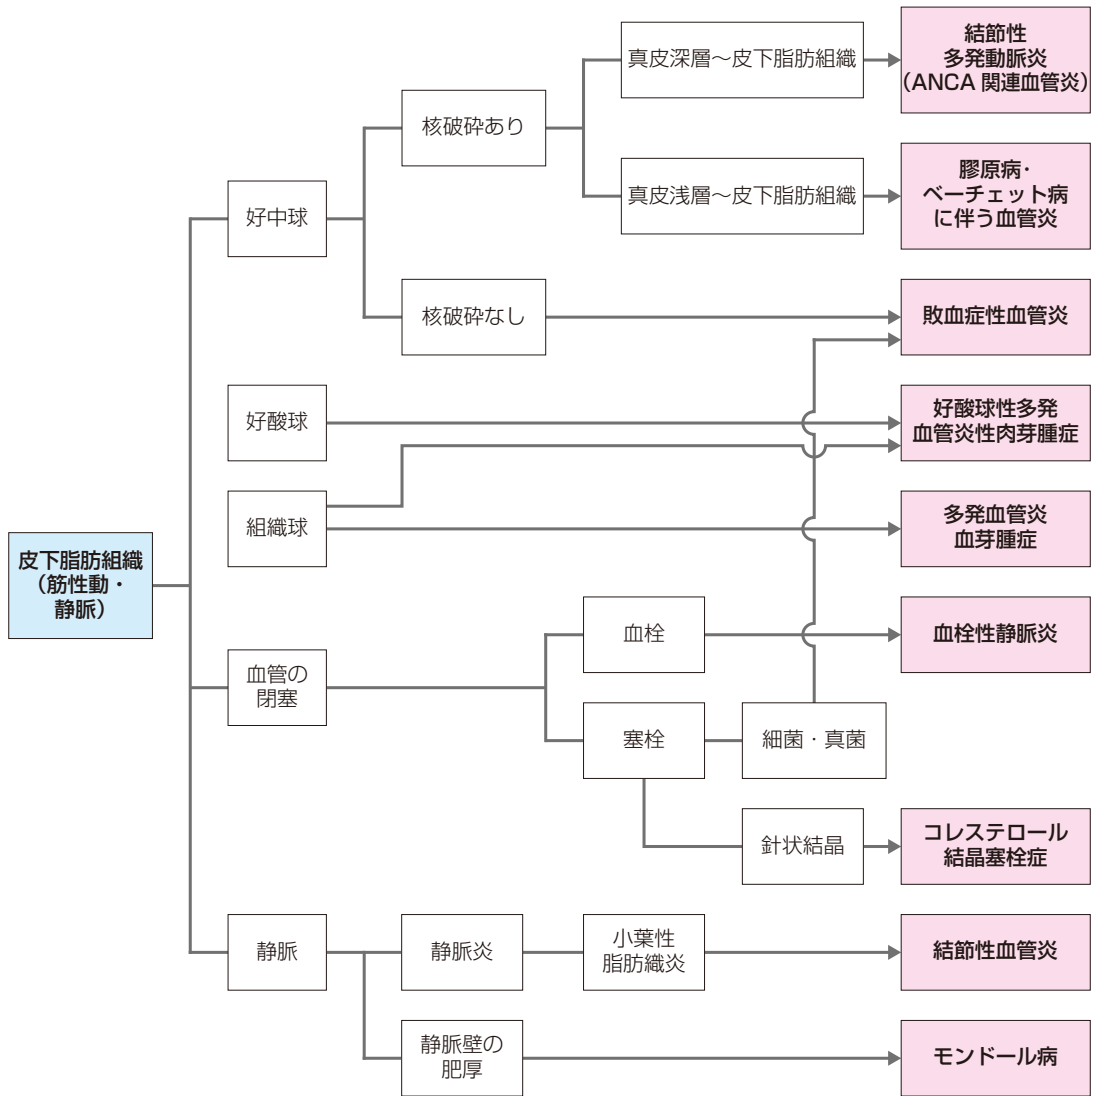 真皮深層〜皮下脂肪組織
結節性
多発動脈炎
（ANCA 関連血管炎）
核破砕あり
真皮浅層〜皮下脂肪組織
膠原病・
ベーチェット病
に伴う血管炎
好中球
核破砕なし
敗血症性血管炎
好酸球
好酸球性多発
血管炎性肉芽腫症
組織球
多発血管炎
血芽腫症
皮下脂肪組織
（筋性動・
静脈）
血管の
閉塞
血栓
血栓性静脈炎
塞栓
細菌・真菌
針状結晶
コレステロール
結晶塞栓症
静脈
静脈炎
小葉性
脂肪織炎
結節性血管炎
静脈壁の
肥厚
モンドール病